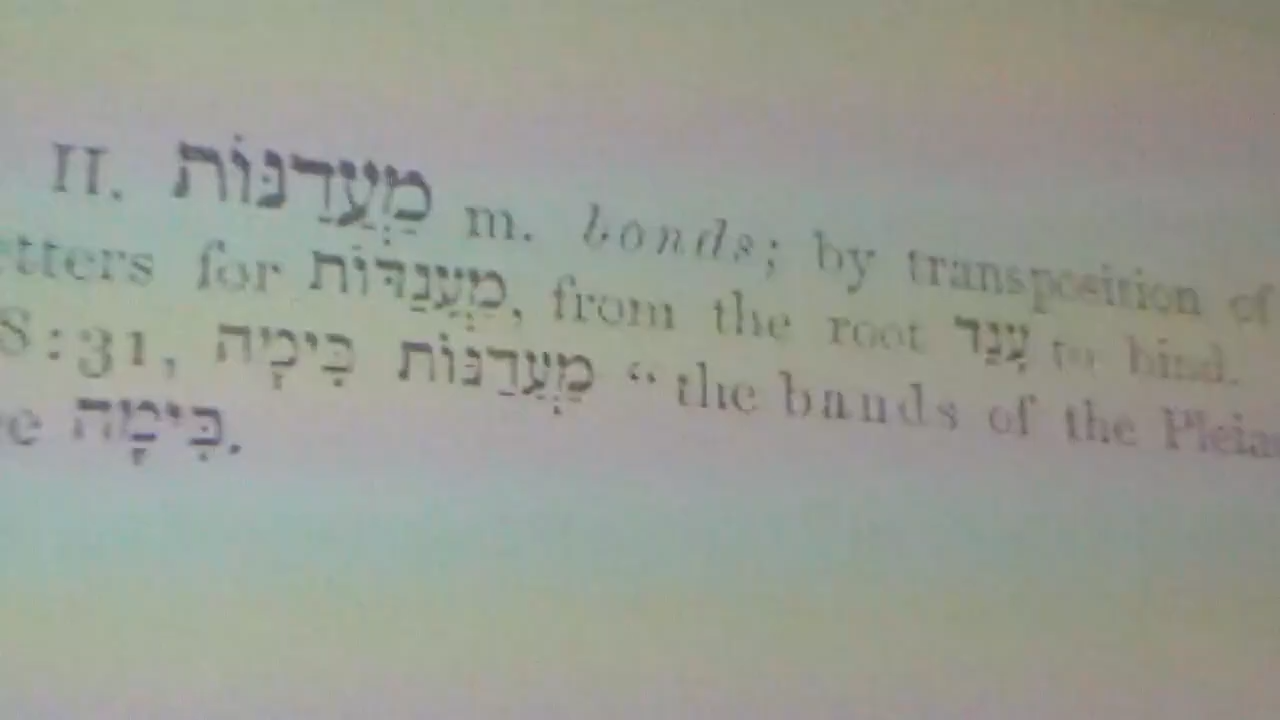 II. מַעֲדַנּוֹת m. bonds; by transposition of
etters for מַעֲנַדּוֹת, from the root עָנַד to bind.
8:31, מַעֲדַנּוֹת כִּימָה “the bands of the Pleia
e כִּימָה.